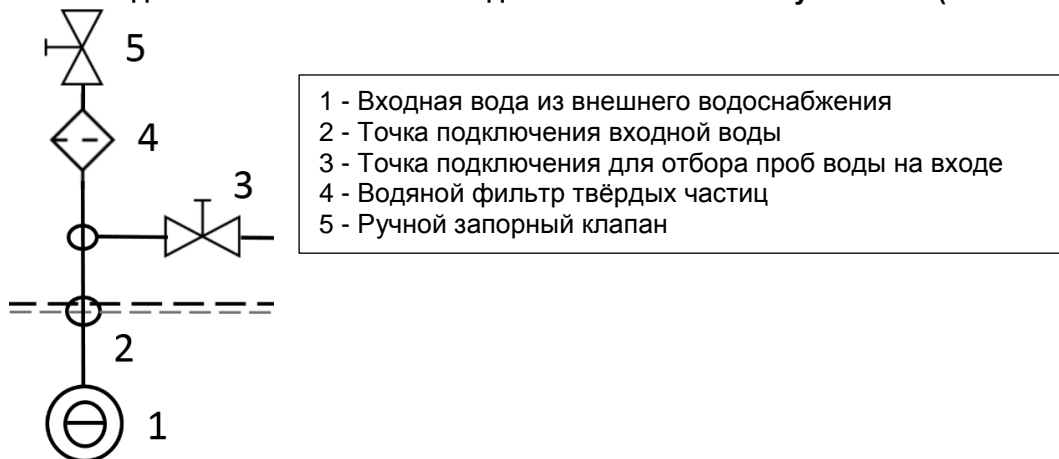 5
4
3
2
1
1 - Входная вода из внешнего водоснабжения
2 - Точка подключения входной воды
3 - Точка подключения для отбора проб воды на входе
4 - Водяной фильтр твёрдых частиц
5 - Ручной запорный клапан